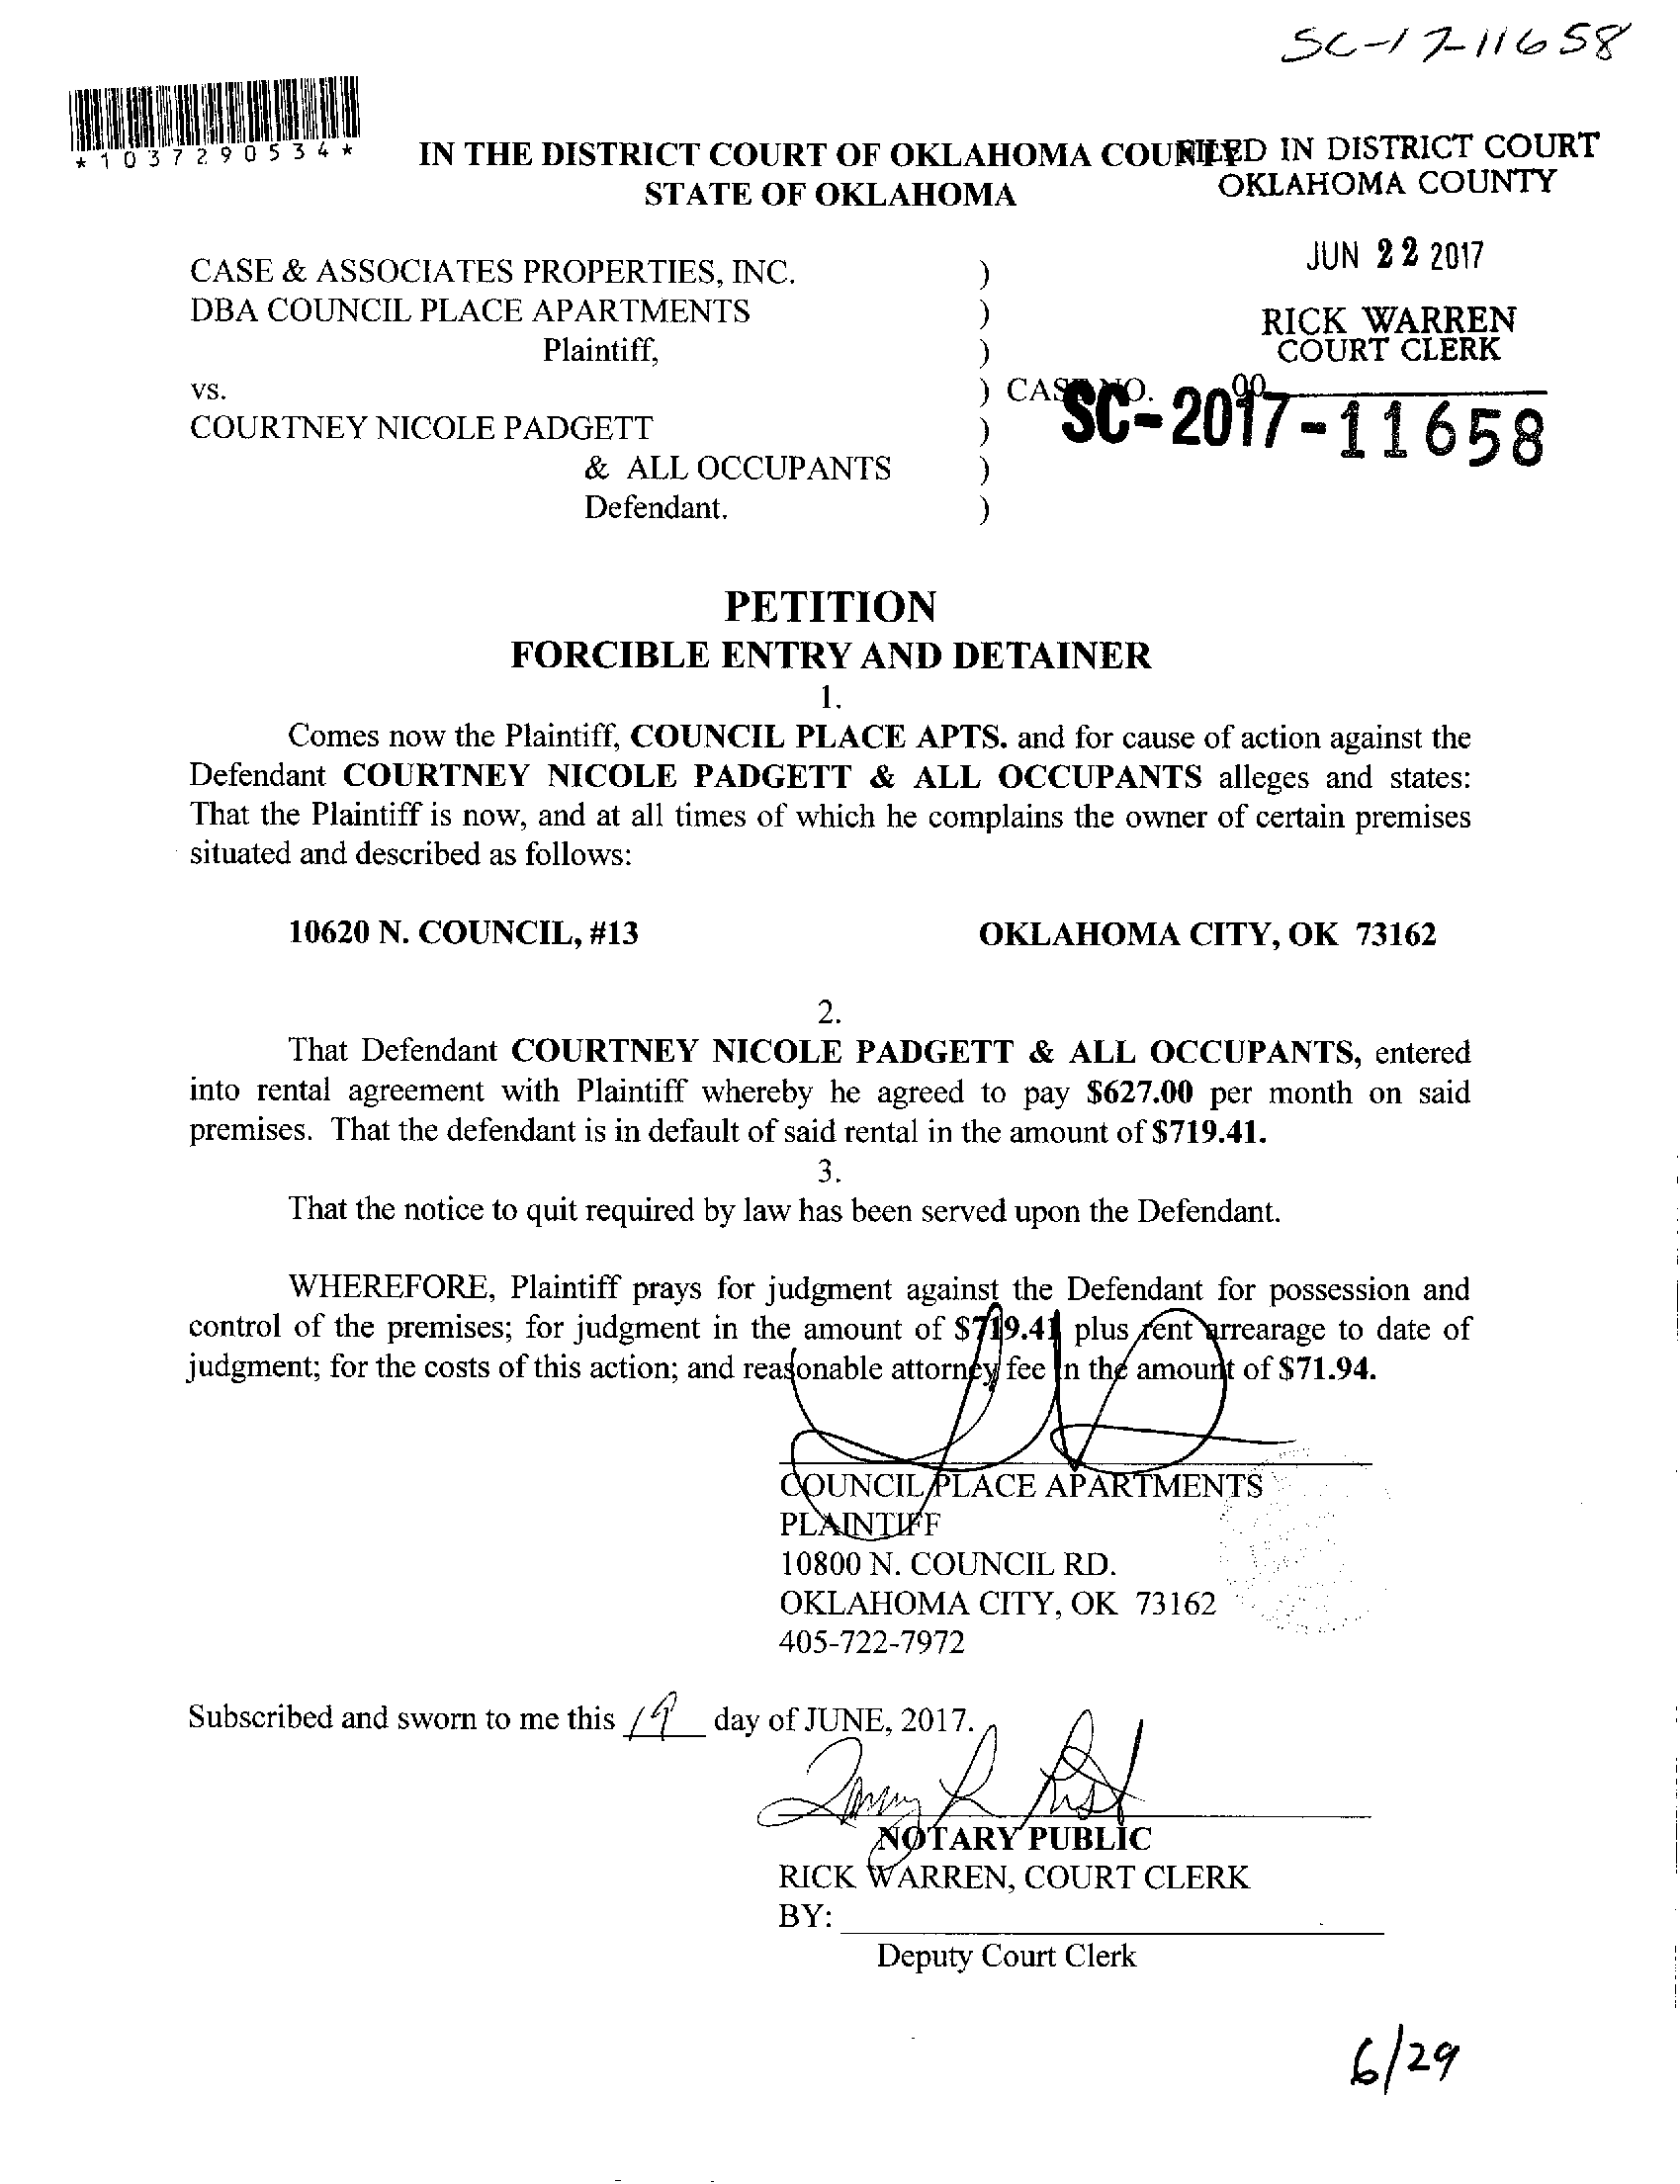 SC-17-11658
*1037290534*
IN THE DISTRICT COURT OF OKLAHOMA COUNTY
STATE OF OKLAHOMA
FILED IN DISTRICT COURT
OKLAHOMA COUNTY
JUN 22 2017
RICK WARREN
COURT CLERK
CASE & ASSOCIATES PROPERTIES, INC. )
DBA COUNCIL PLACE APARTMENTS )
Plaintiff, )
vs. ) CASE NO.
SC-2017-11658
COURTNEY NICOLE PADGETT )
& ALL OCCUPANTS )
Defendant. )
PETITION
FORCIBLE ENTRY AND DETAINER
1.
Comes now the Plaintiff, COUNCIL PLACE APTS. and for cause of action against the
Defendant COURTNEY NICOLE PADGETT & ALL OCCUPANTS alleges and states:
That the Plaintiff is now, and at all times of which he complains the owner of certain premises
situated and described as follows:
10620 N. COUNCIL, #13 OKLAHOMA CITY, OK 73162
2.
That Defendant COURTNEY NICOLE PADGETT & ALL OCCUPANTS, entered
into rental agreement with Plaintiff whereby he agreed to pay $627.00 per month on said
premises. That the defendant is in default of said rental in the amount of $719.41.
3.
That the notice to quit required by law has been served upon the Defendant.
WHEREFORE, Plaintiff prays for judgment against the Defendant for possession and
control of the premises; for judgment in the amount of $719.41 plus rent arrearage to date of
judgment; for the costs of this action; and reasonable attorney fee in the amount of $71.94.
COUNCIL PLACE APARTMENTS
PLAINTIFF
10800 N. COUNCIL RD.
OKLAHOMA CITY, OK 73162
405-722-7972
Subscribed and sworn to me this 19 day of JUNE, 2017.
NOTARY PUBLIC
RICK WARREN, COURT CLERK
BY:
Deputy Court Clerk
6/29